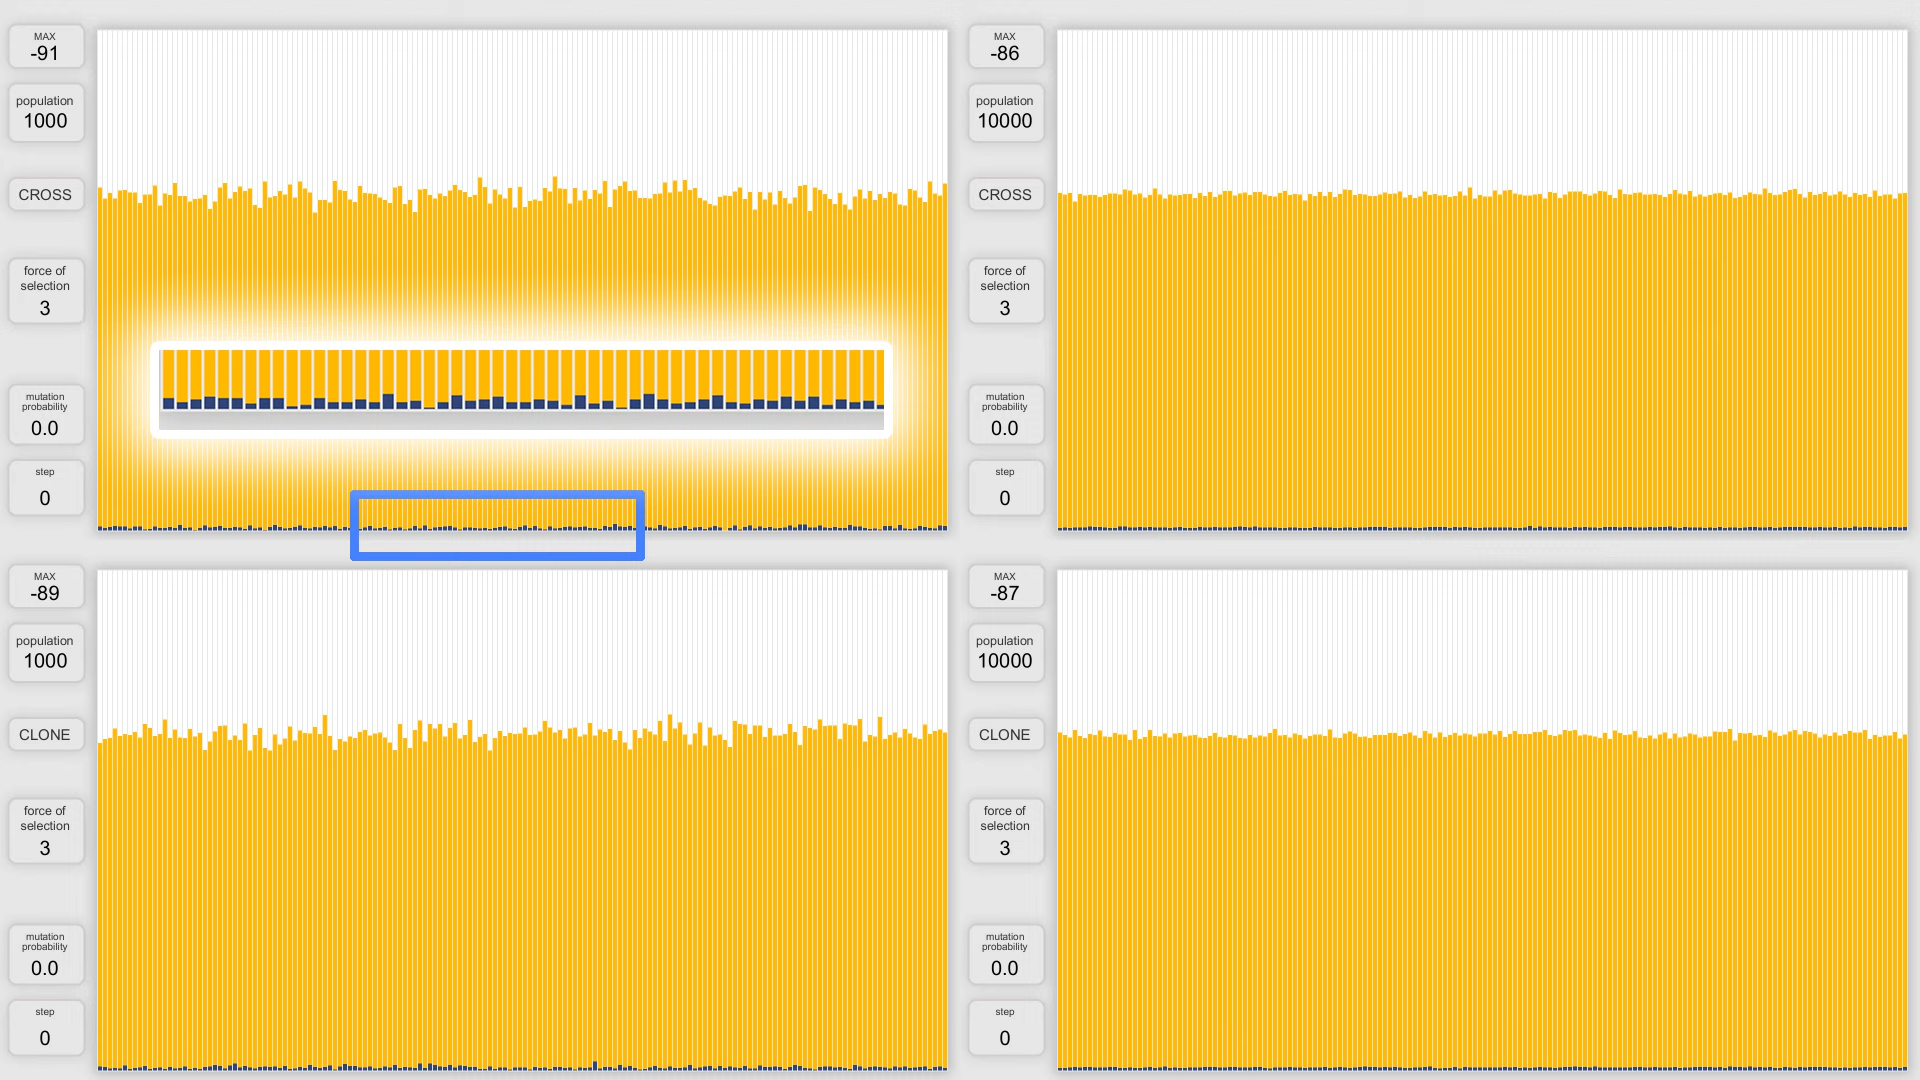 MAX
-91
population
1000
CROSS
force of
selection
3
mutation
probability
0.0
step
0
MAX
-86
population
10000
CROSS
force of
selection
3
mutation
probability
0.0
step
0
MAX
-89
population
1000
CLONE
force of
selection
3
mutation
probability
0.0
step
0
MAX
-87
population
10000
CLONE
force of
selection
3
mutation
probability
0.0
step
0